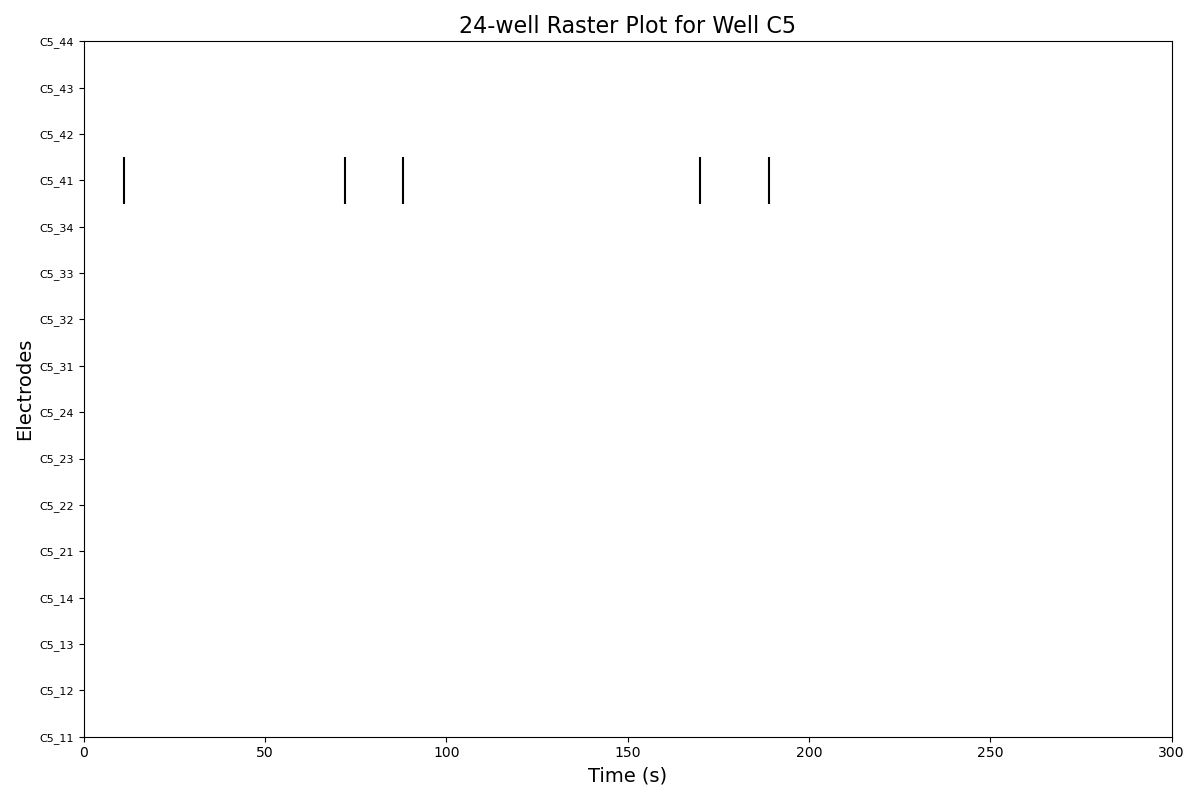 24-well Raster Plot for Well C5
C5_44
C5_43
C5_42
C5_41
C5_34
C5_33
C5_32
C5_31
C5_24
C5_23
C5_22
C5_21
C5_14
C5_13
C5_12
C5_11
Electrodes
0 50 100 150 200 250 300
Time (s)